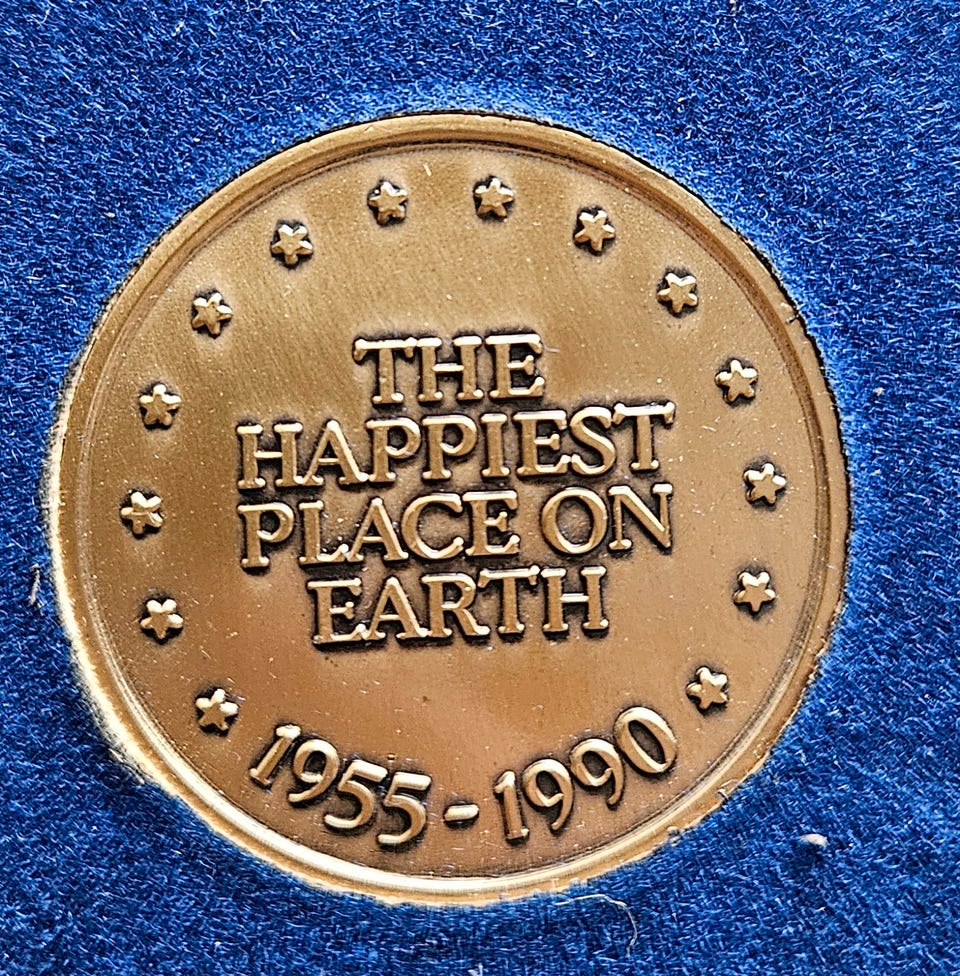 THE
HAPPIEST
PLACE ON
EARTH
1955-1990